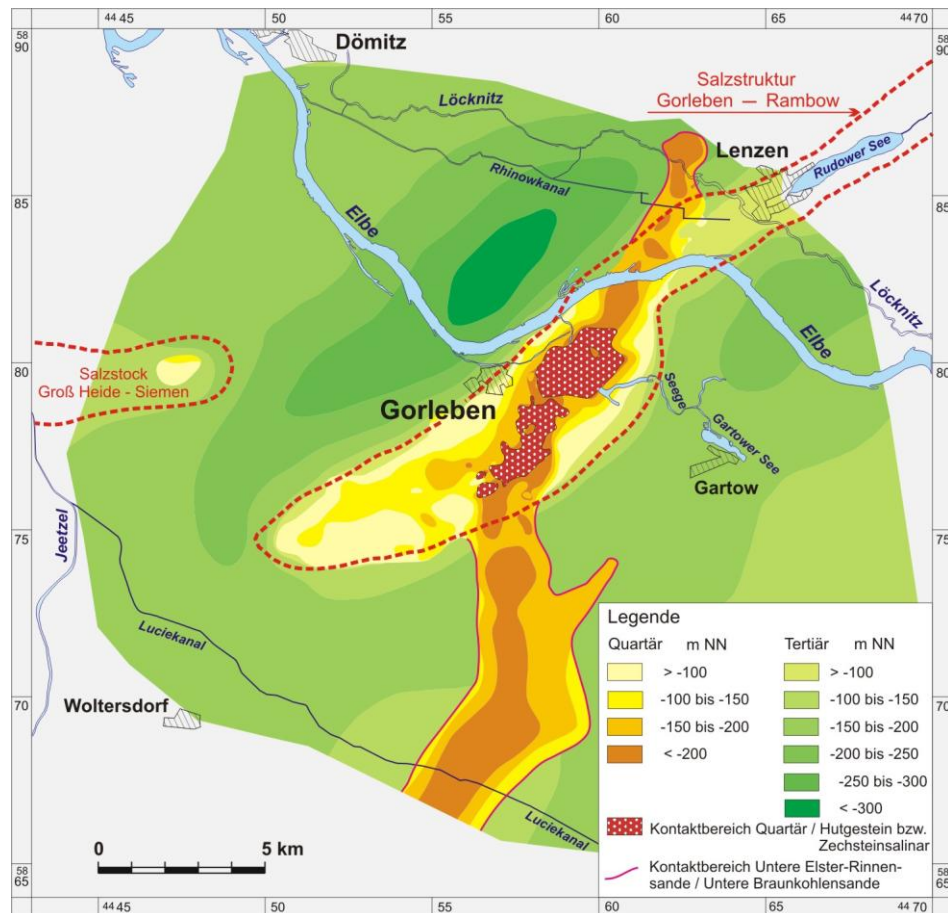 44 45
50
55
60
65
44 70
58
90
58
90
Dömitz
Löcknitz
Salzstruktur
Gorleben — Rambow
Lenzen
Rudower See
Rhinowkanal
85
85
Elbe
Löcknitz
80
80
Salzstock
Groß Heide - Siemen
Elbe
Gorleben
Seege
Gartower See
Gartow
75
75
Jeetzel
Luciekanal
Legende
Quartär m NN
Tertiär m NN
> -100
> -100
-100 bis -150
-100 bis -150
-150 bis -200
-150 bis -200
< -200
-200 bis -250
-250 bis -300
< -300
70
70
Woltersdorf
Luciekanal
Kontaktbereich Quartär / Hutgestein bzw.
Zechsteinsalinar
Kontaktbereich Untere Elster-Rinnen-
sande / Untere Braunkohlensande
0 5 km
58
65
58
65
44 45
50
55
60
65
44 70